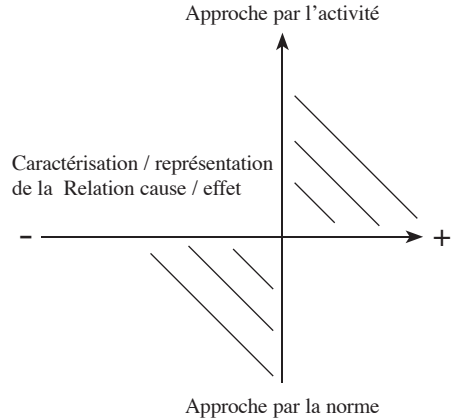 Approche par l’activité
Caractérisation / représentation
de la Relation cause / effet
- +
Approche par la norme